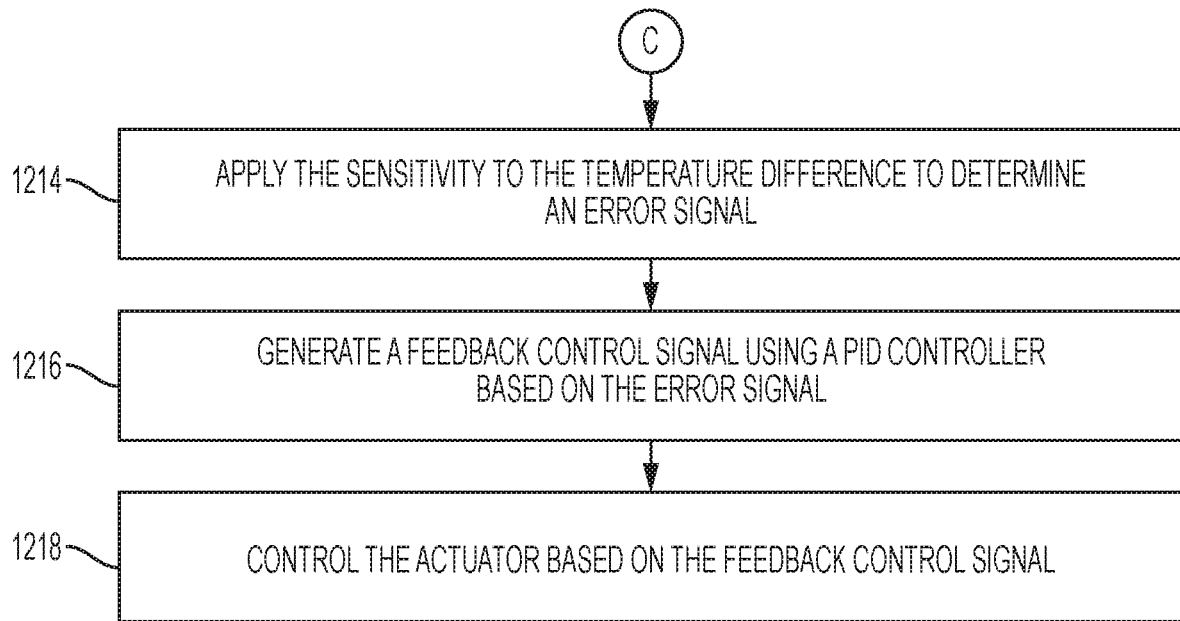 C
1214
APPLY THE SENSITIVITY TO THE TEMPERATURE DIFFERENCE TO DETERMINE
AN ERROR SIGNAL
1216
GENERATE A FEEDBACK CONTROL SIGNAL USING A PID CONTROLLER
BASED ON THE ERROR SIGNAL
1218
CONTROL THE ACTUATOR BASED ON THE FEEDBACK CONTROL SIGNAL